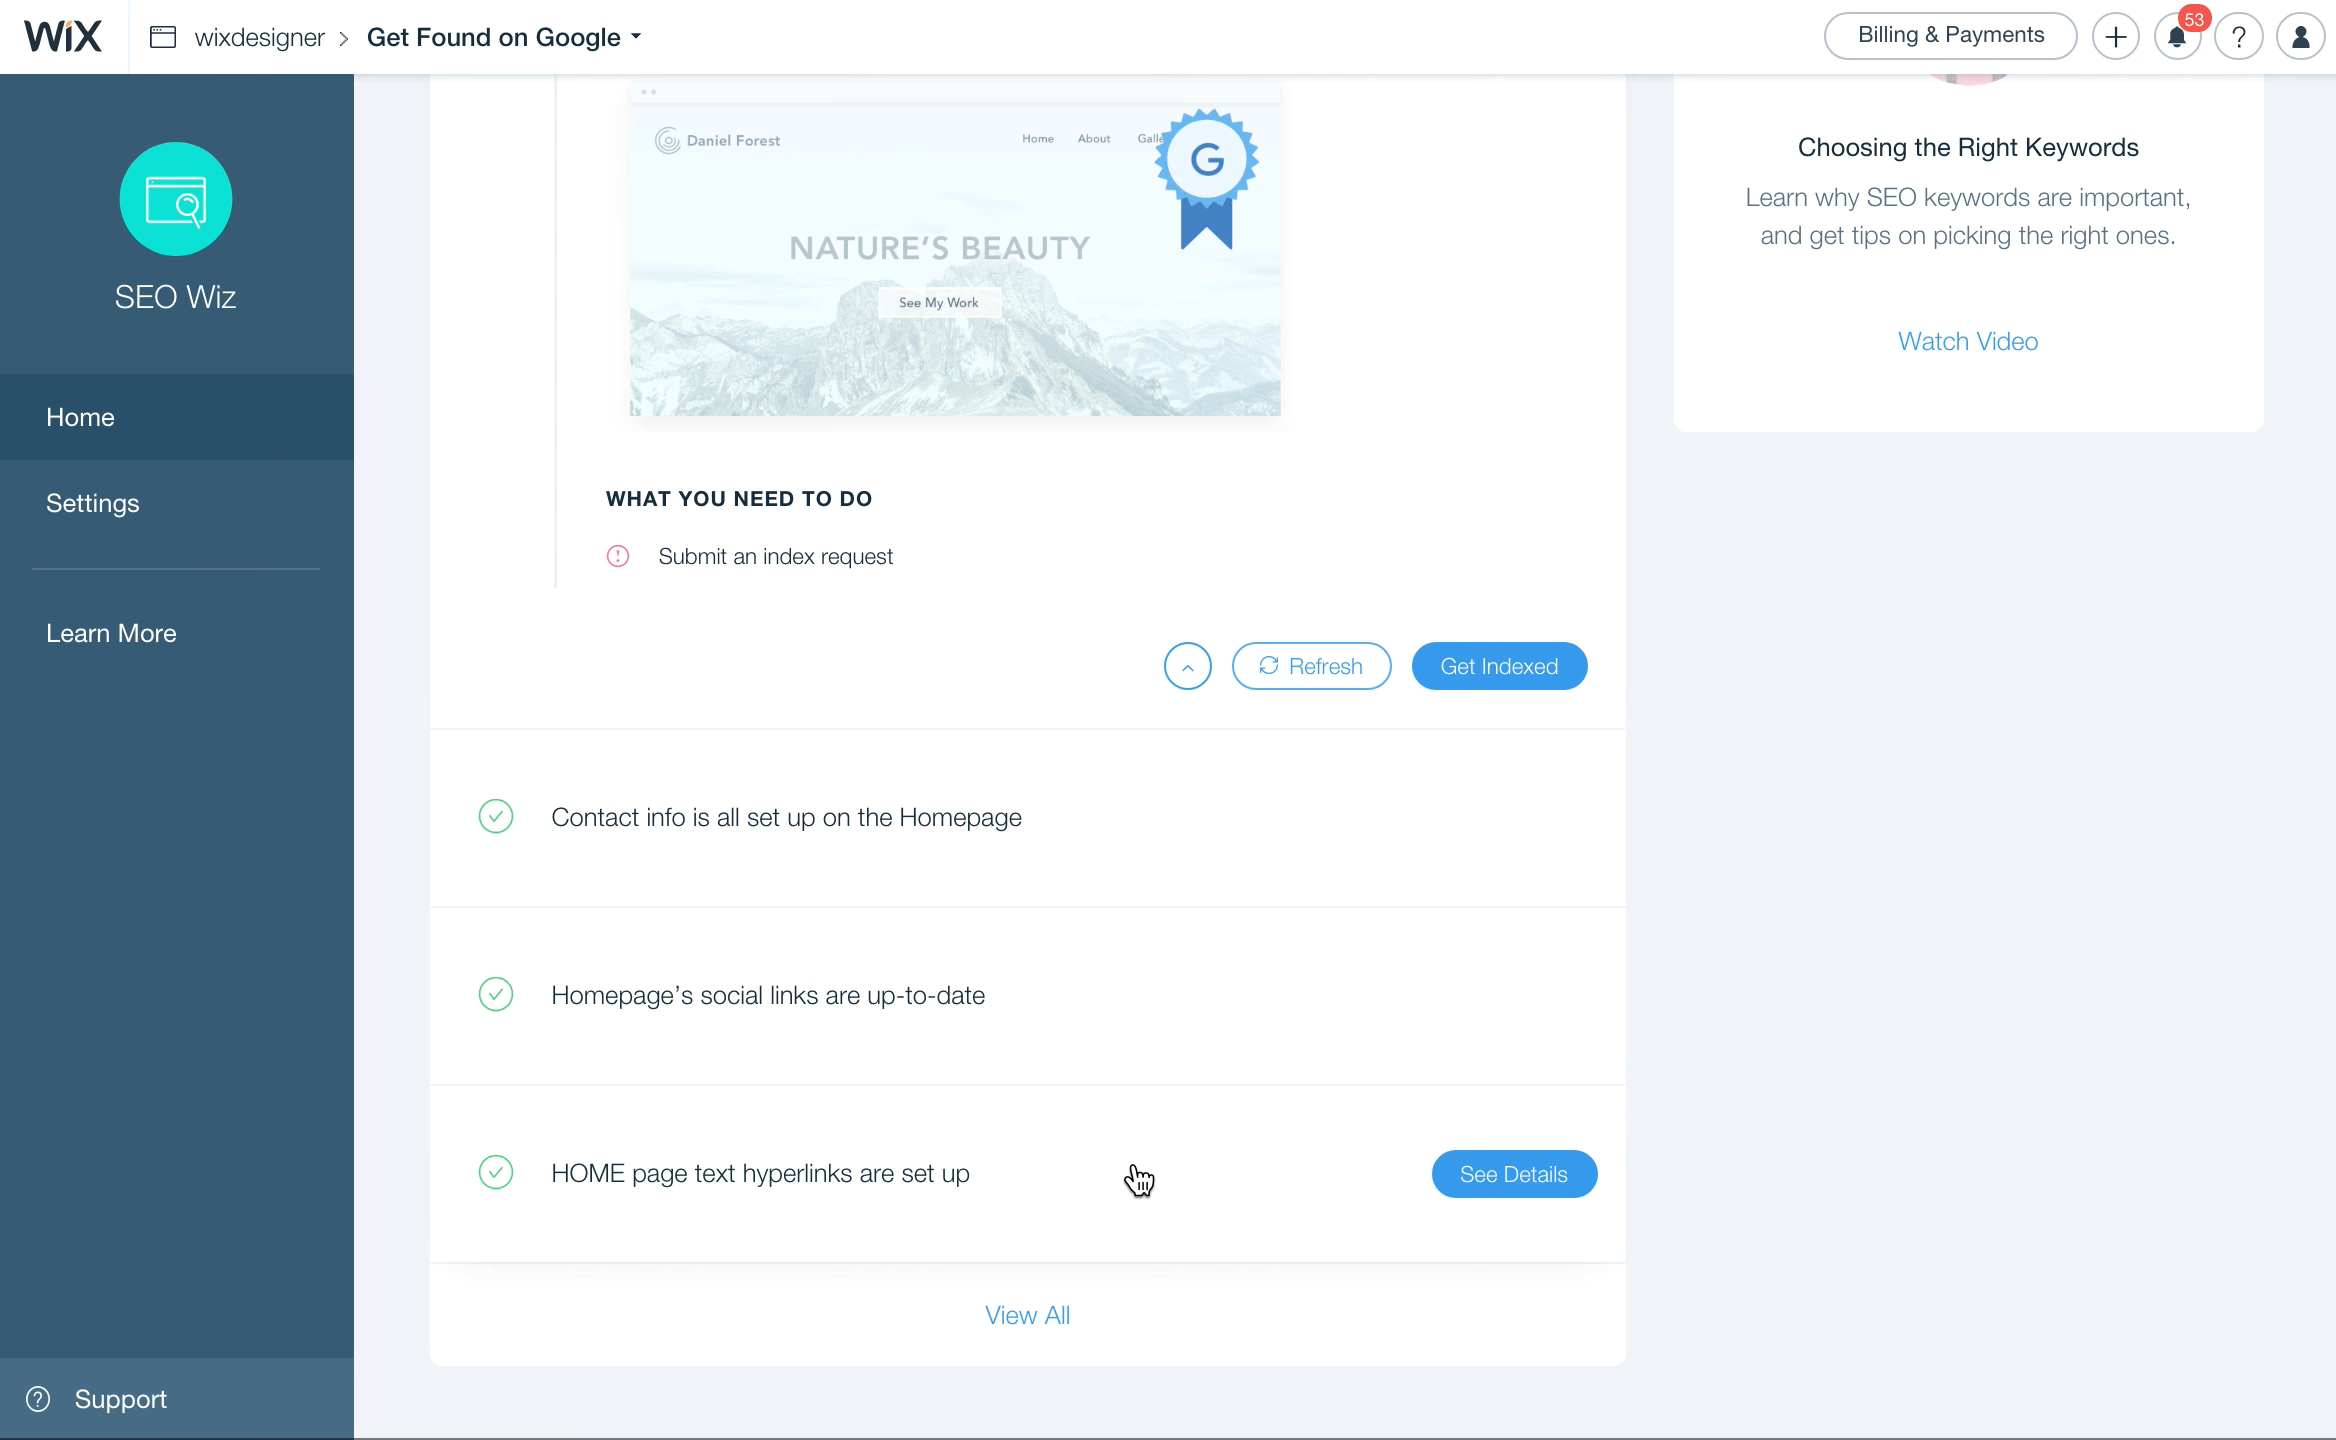 WiX
wixdesigner > Get Found on Google
Billing & Payments
53
?
SEO Wiz
Home
Settings
Learn More
? Support
Daniel Forest
Home About Galle
G
NATURE'S BEAUTY
See My Work
WHAT YOU NEED TO DO
Submit an index request
Refresh
Get Indexed
Contact info is all set up on the Homepage
Homepage’s social links are up-to-date
HOME page text hyperlinks are set up
See Details
View All
Choosing the Right Keywords
Learn why SEO keywords are important,
and get tips on picking the right ones.
Watch Video